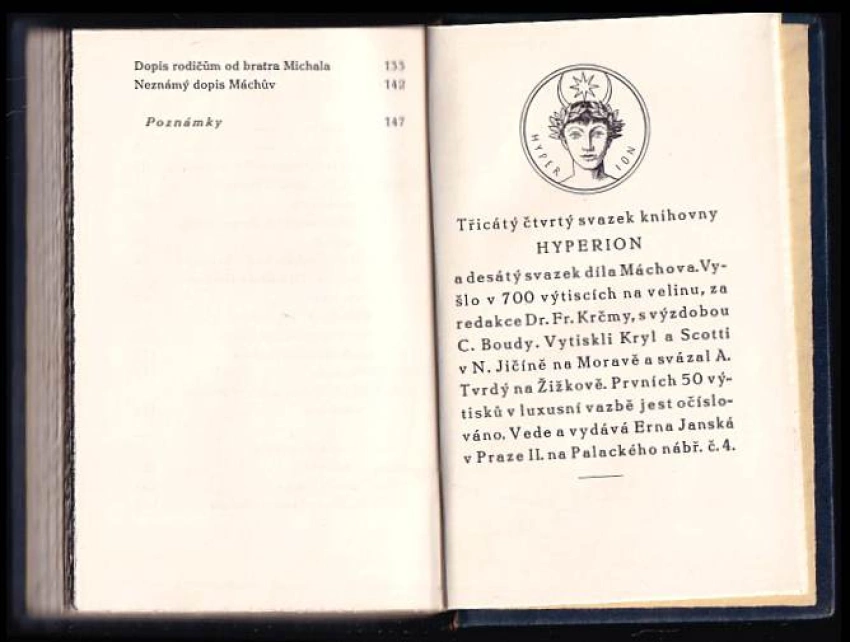 Dopis rodičům od bratra Michala 133
Neznámý dopis Máchův 142
Poznámky 147
HYPERION
Třicátý čtvrtý svazek knihovny
HYPERION
a desátý svazek díla Máchova. Vy-
šlo v 700 výtiscích na velinu, za
redakce Dr. Fr. Krčmy, s výzdobou
C. Boudy. Vytiskli Kryl a Scotti
v N. Jičíně na Moravě a svázal A.
Tvrdý na Žižkově. Prvních 50 vý-
tisků v luxusní vazbě jest očíslo-
váno. Vede a vydává Erna Janská
v Praze II. na Palackého nábř. č. 4.